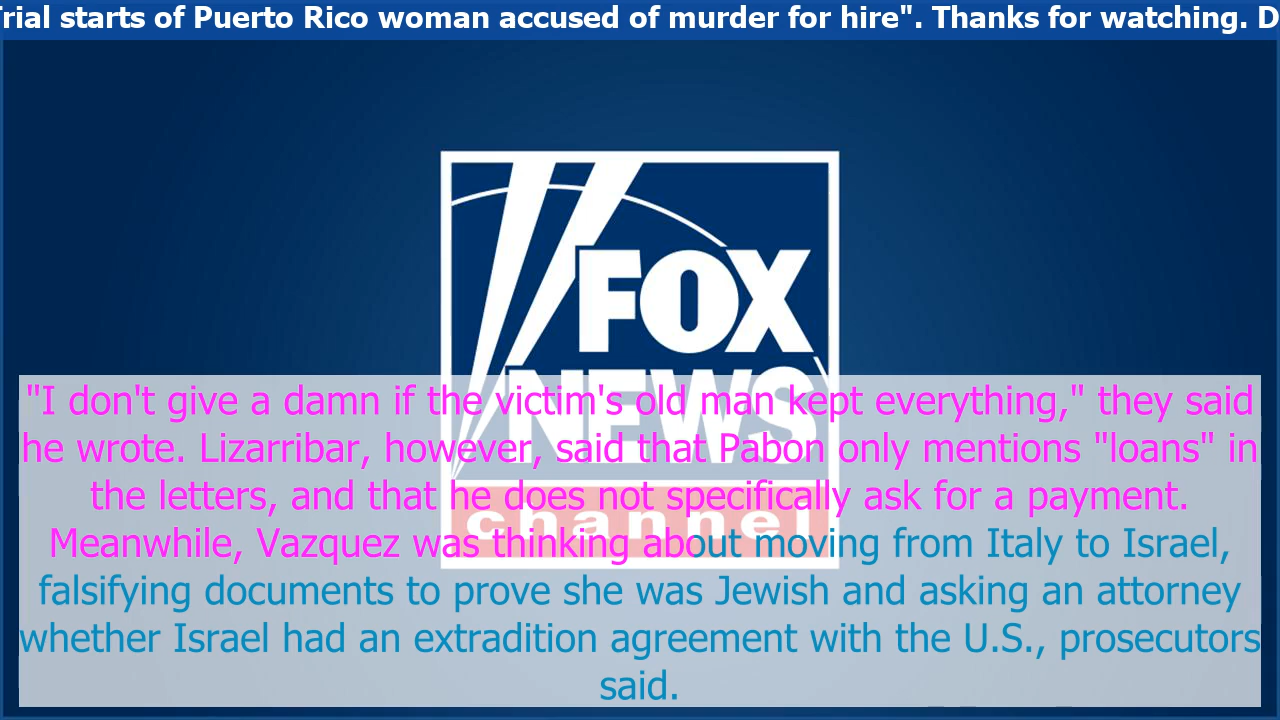 Trial starts of Puerto Rico woman accused of murder for hire". Thanks for watching. D
FOX
NEWS
channel
"I don't give a damn if the victim's old man kept everything," they said
he wrote. Lizarribar, however, said that Pabon only mentions "loans" in
the letters, and that he does not specifically ask for a payment.
Meanwhile, Vazquez was thinking about moving from Italy to Israel,
falsifying documents to prove she was Jewish and asking an attorney
whether Israel had an extradition agreement with the U.S., prosecutors
said.